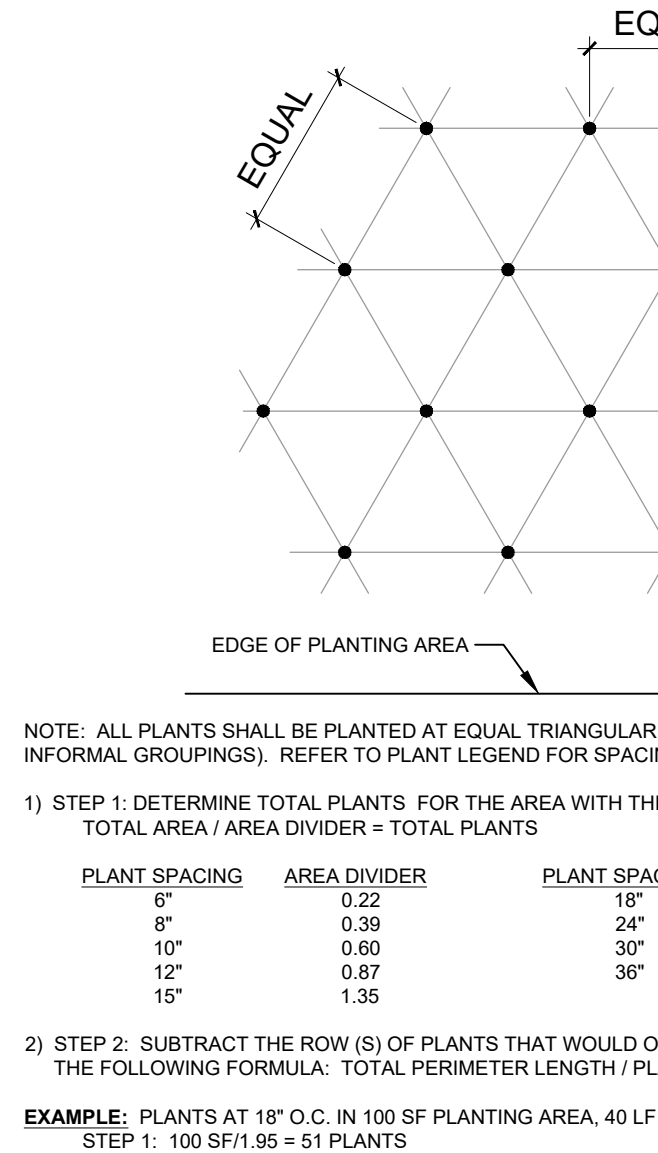 EQ
EQUAL
EDGE OF PLANTING AREA
NOTE: ALL PLANTS SHALL BE PLANTED AT EQUAL TRIANGULAR
INFORMAL GROUPINGS). REFER TO PLANT LEGEND FOR SPACI
1) STEP 1: DETERMINE TOTAL PLANTS FOR THE AREA WITH TH
TOTAL AREA / AREA DIVIDER = TOTAL PLANTS
PLANT SPACING AREA DIVIDER PLANT SPAC
6" 0.22 18"
8" 0.39 24"
10" 0.60 30"
12" 0.87 36"
15" 1.35
2) STEP 2: SUBTRACT THE ROW (S) OF PLANTS THAT WOULD O
THE FOLLOWING FORMULA: TOTAL PERIMETER LENGTH / PL
EXAMPLE: PLANTS AT 18" O.C. IN 100 SF PLANTING AREA, 40 LF
STEP 1: 100 SF/1.95 = 51 PLANTS